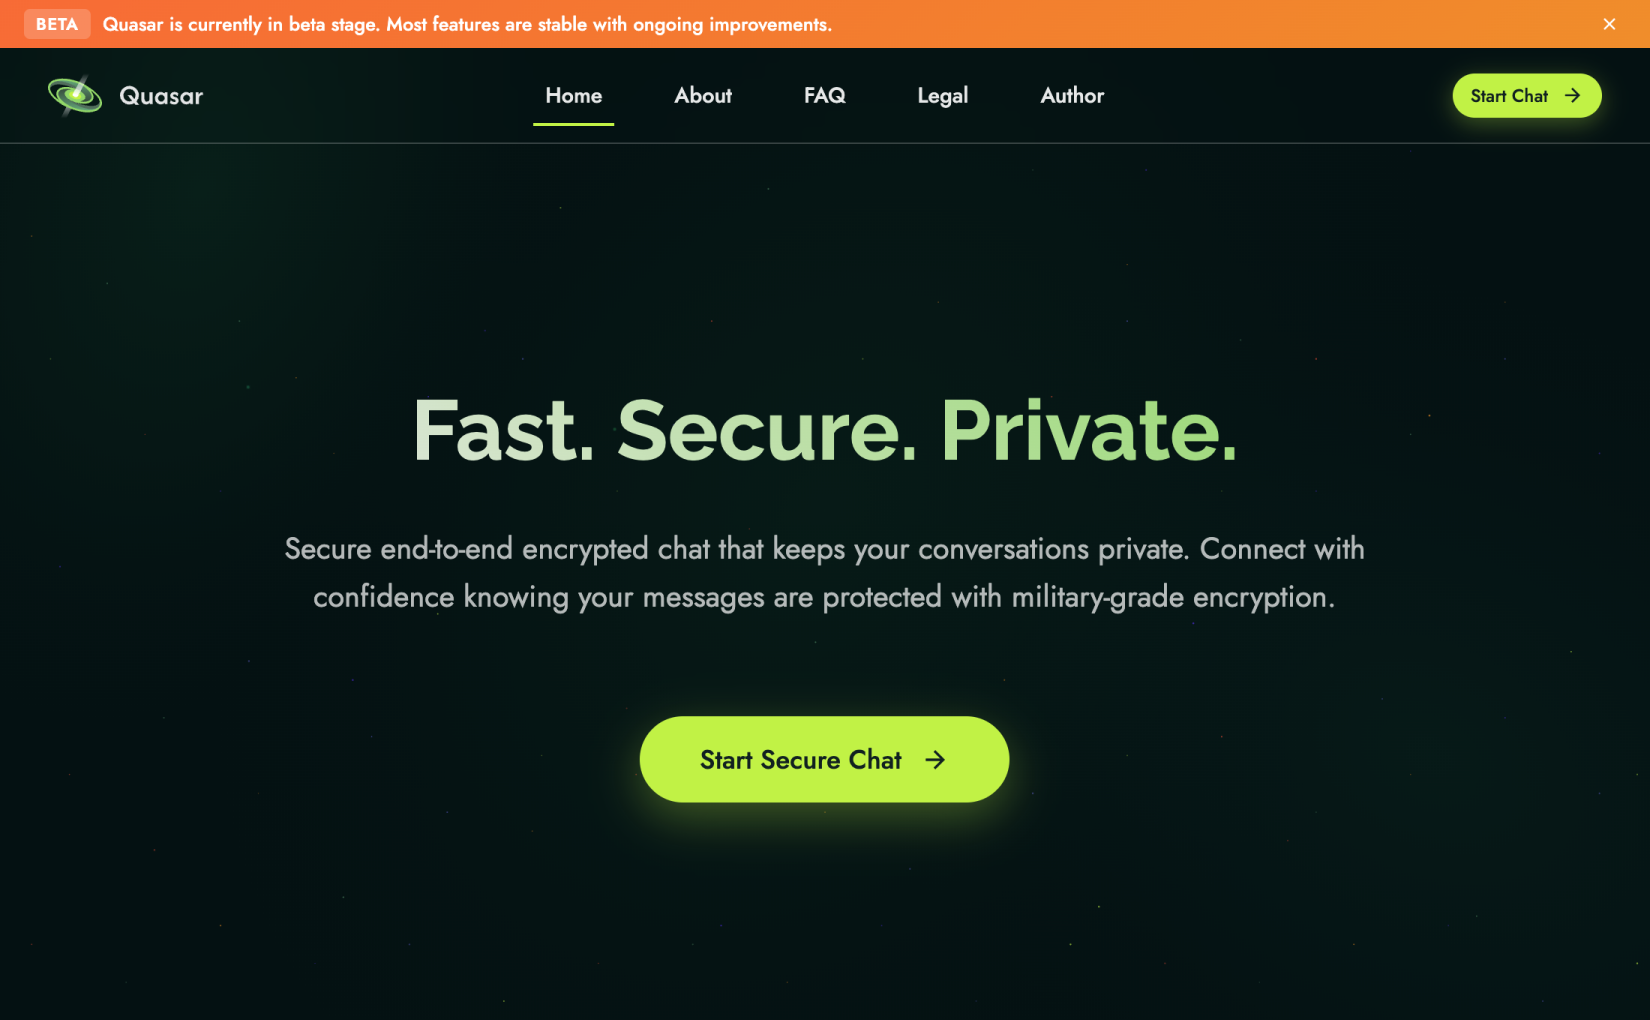 BETA Quasar is currently in beta stage. Most features are stable with ongoing improvements.
Quasar
Home
About
FAQ
Legal
Author
Start Chat
Fast. Secure. Private.
Secure end-to-end encrypted chat that keeps your conversations private. Connect with
confidence knowing your messages are protected with military-grade encryption.
Start Secure Chat